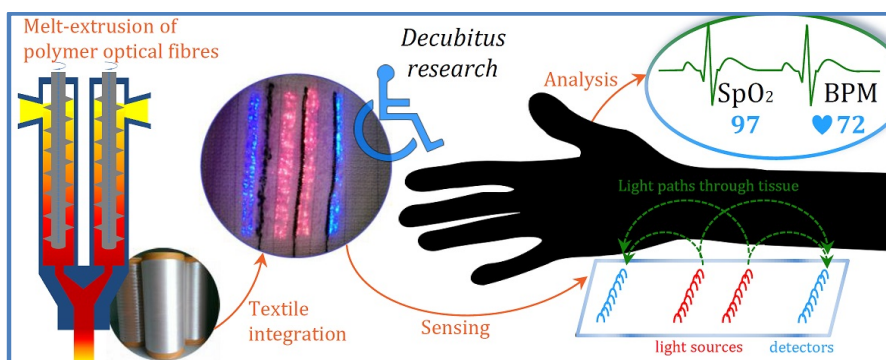 Melt-extrusion of
polymer optical fibres
Decubitus
research
Analysis
SpO₂
BPM
97
72
Light paths through tissue
Textile
integration
Sensing
light sources
detectors